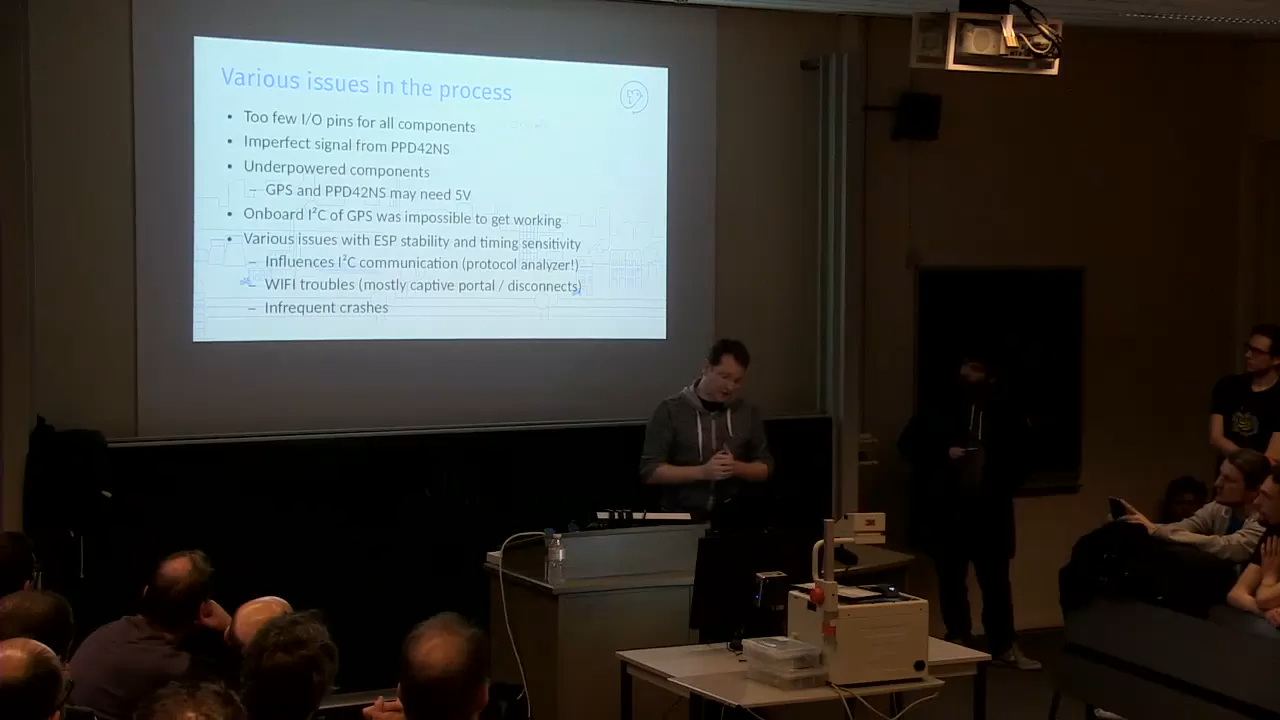 Various issues in the process
• Too few I/O pins for all components
• Imperfect signal from PPD42NS
• Underpowered components
– GPS and PPD42NS may need 5V
• Onboard I²C of GPS was impossible to get working
• Various issues with ESP stability and timing sensitivity
– Influences I²C communication (protocol analyzer!)
– WIFI troubles (mostly captive portal / disconnects)
– Infrequent crashes